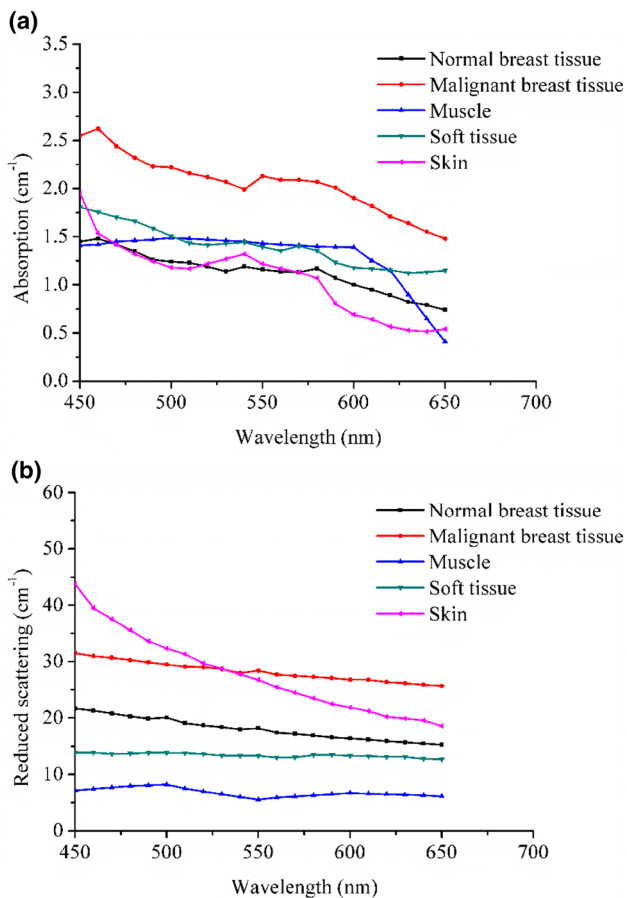 (a)
3.5
3.0
2.5
2.0
1.5
1.0
0.5
0.0
Absorption (cm⁻¹)
Normal breast tissue
Malignant breast tissue
Muscle
Soft tissue
Skin
450 500 550 600 650 700
Wavelength (nm)
(b)
60
50
40
30
20
10
0
Reduced scattering (cm⁻¹)
Normal breast tissue
Malignant breast tissue
Muscle
Soft tissue
Skin
450 500 550 600 650 700
Wavelength (nm)